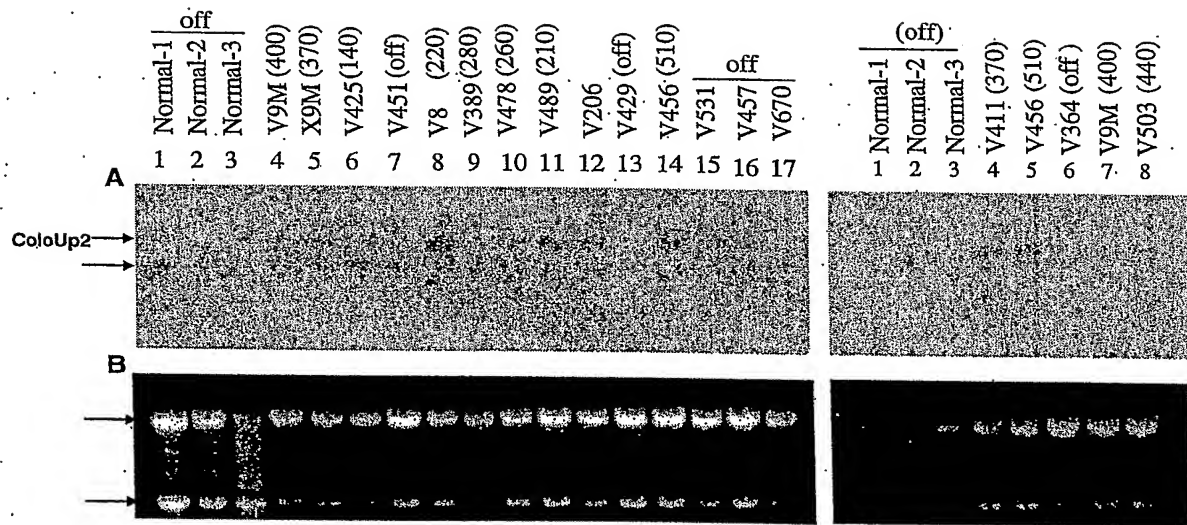 off
Normal-1
Normal-2
Normal-3
V9M (400)
X9M (370)
V425 (140)
V451 (off)
V8 (220)
V389 (280)
V478 (260)
V489 (210)
V206
V429 (off)
V456 (510)
off
V531
V457
V670
1 2 3 4 5 6 7 8 9 10 11 12 13 14 15 16 17
(off)
Normal-1
Normal-2
Normal-3
V411 (370)
V456 (510)
V364 (off)
V9M (400)
V503 (440)
1 2 3 4 5 6 7 8
A
ColoUp2
B